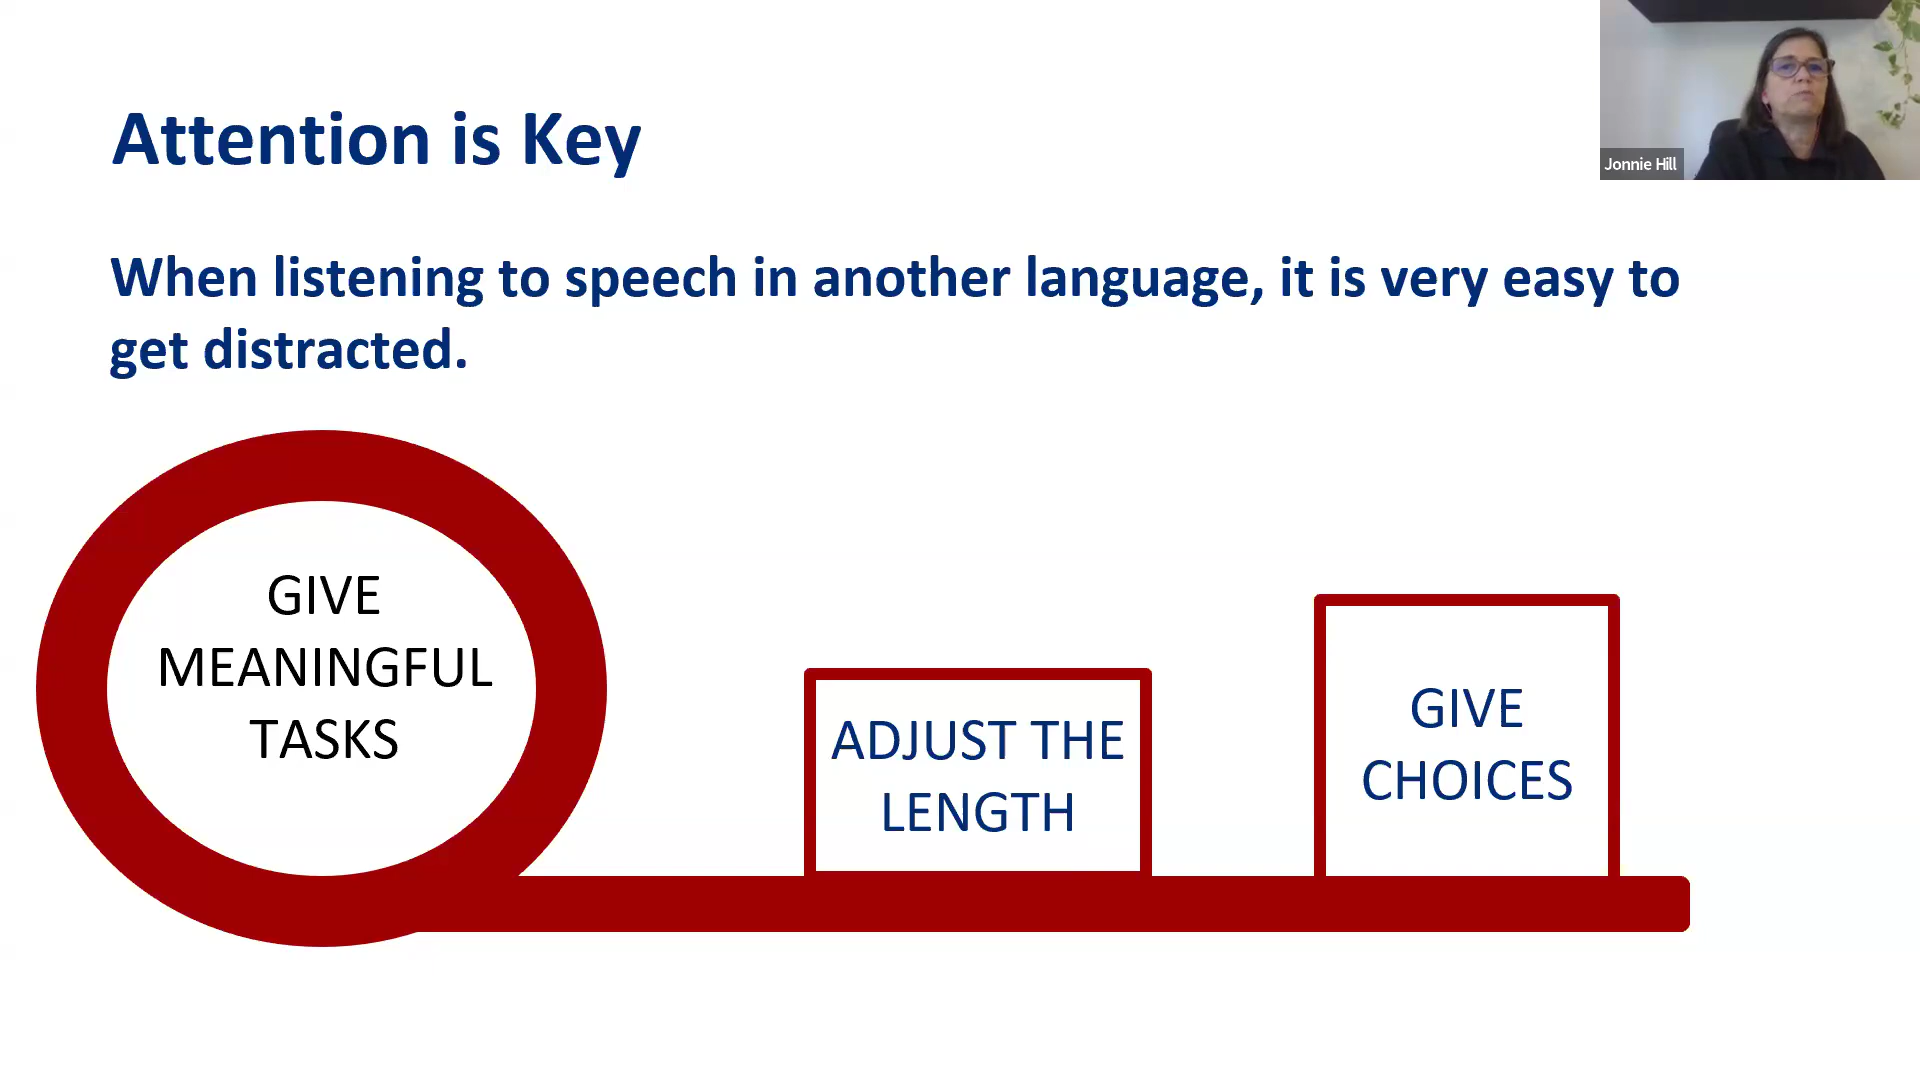 Attention is Key
Jonnie Hill
When listening to speech in another language, it is very easy to
get distracted.
GIVE
MEANINGFUL
TASKS
ADJUST THE
LENGTH
GIVE
CHOICES